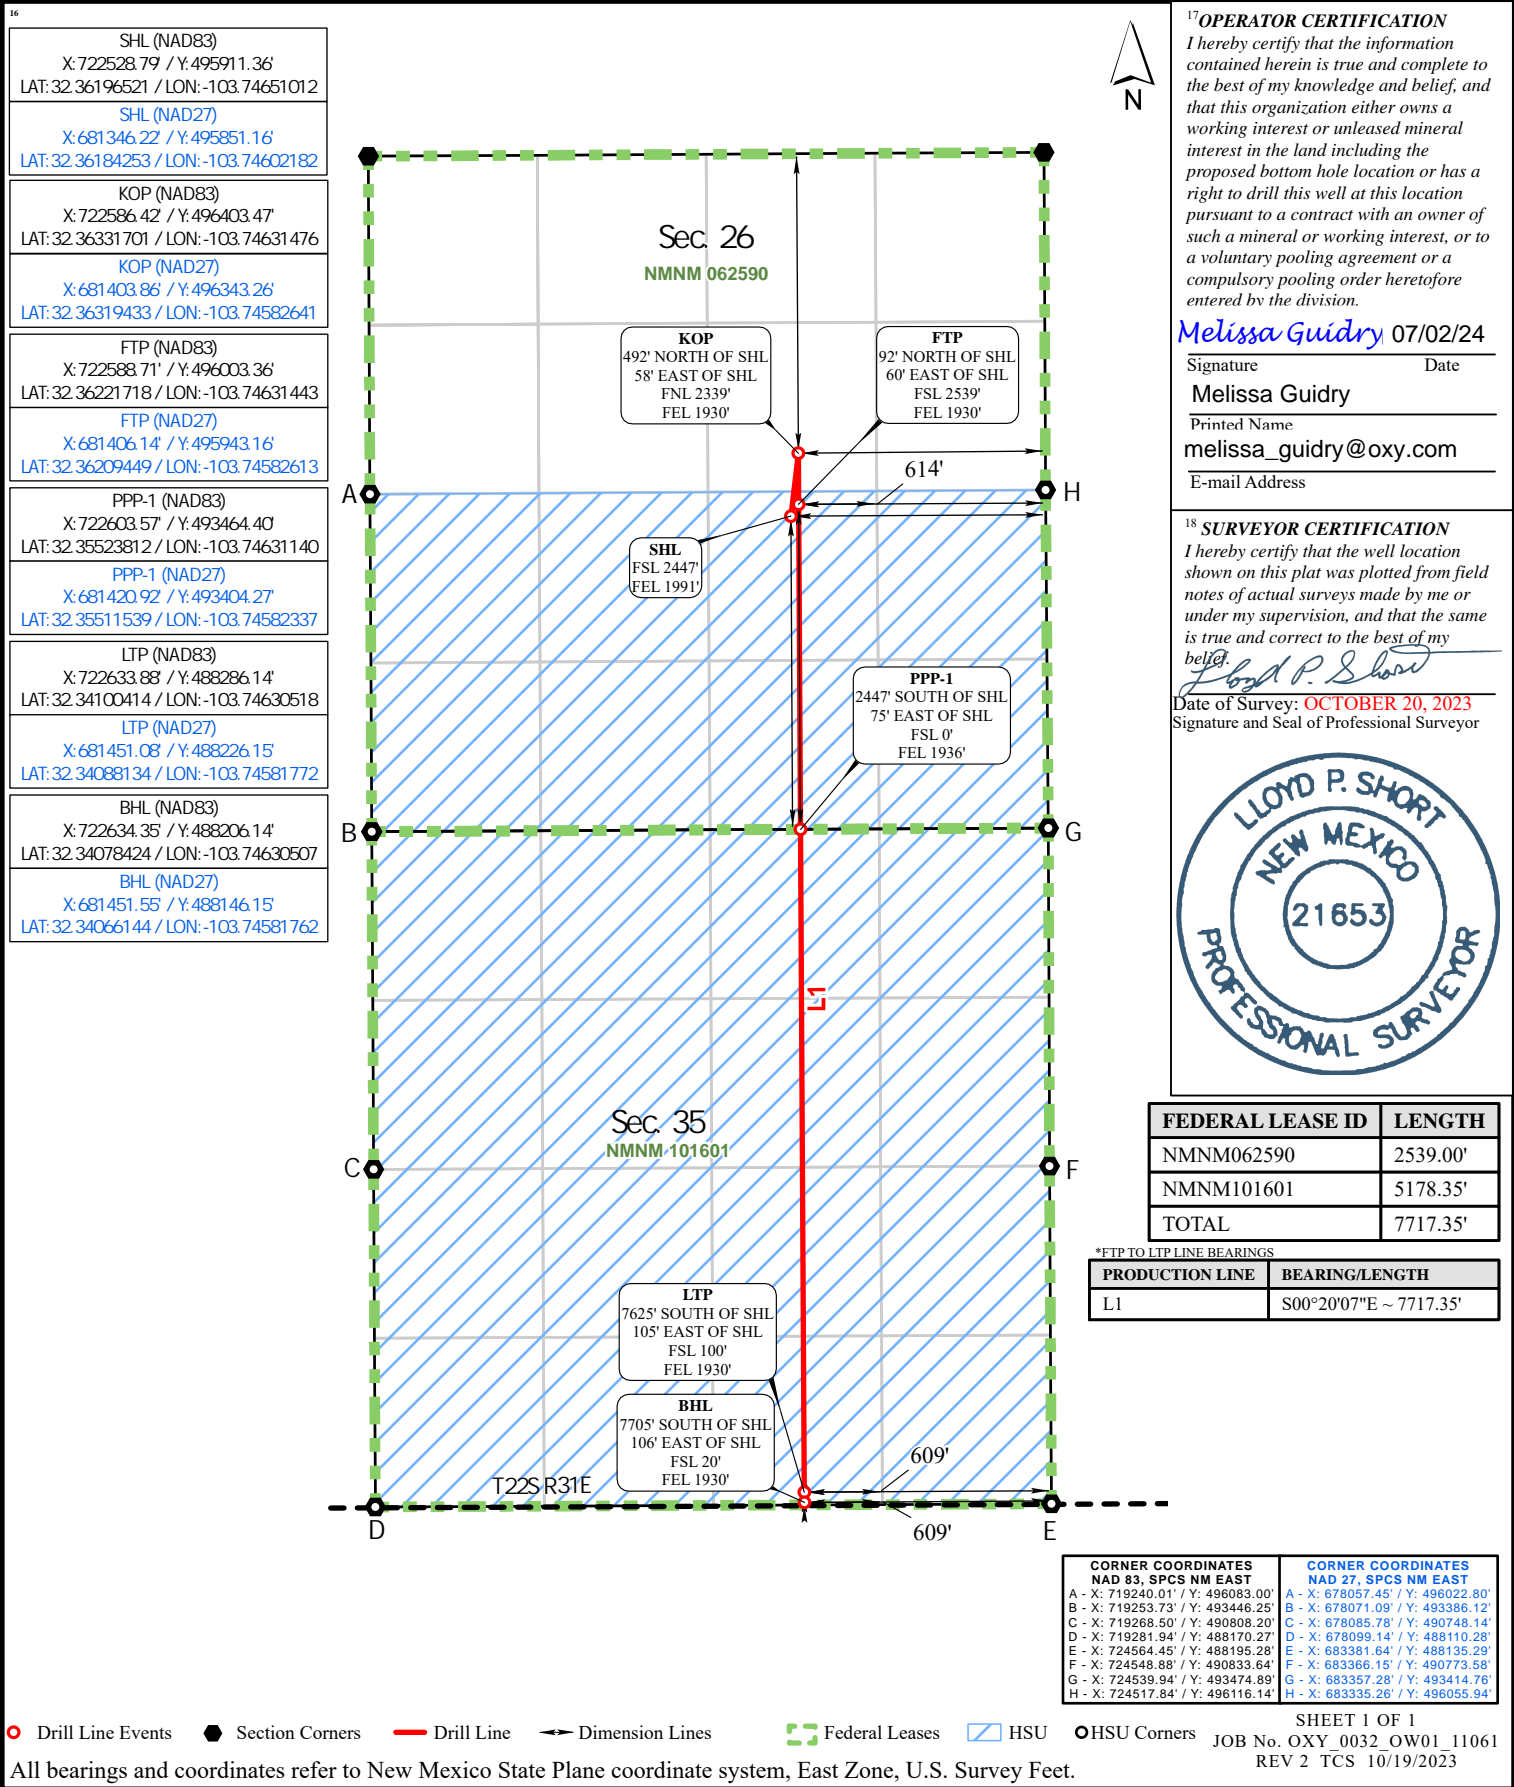 16
SHL (NAD83)
X:722528.79' / Y:495911.36'
LAT:32.36196521 / LON:-103.74651012
SHL (NAD27)
X:681346.22' / Y:495851.16'
LAT:32.36184253 / LON:-103.74602182
KOP (NAD83)
X:722586.42' / Y:496403.47'
LAT:32.36331701 / LON:-103.74631476
KOP (NAD27)
X:681403.86' / Y:496343.26'
LAT:32.36319433 / LON:-103.74582641
FTP (NAD83)
X:722588.71' / Y:496003.36'
LAT:32.36221718 / LON:-103.74631443
FTP (NAD27)
X:681406.14' / Y:495943.16'
LAT:32.36209449 / LON:-103.74582613
PPP-1 (NAD83)
X:722603.57' / Y:493464.40'
LAT:32.35523812 / LON:-103.74631140
PPP-1 (NAD27)
X:681420.92' / Y:493404.27'
LAT:32.35511539 / LON:-103.74582337
LTP (NAD83)
X:722633.88' / Y:488286.14'
LAT:32.34100414 / LON:-103.74630518
LTP (NAD27)
X:681451.08' / Y:488226.15'
LAT:32.34088134 / LON:-103.74581772
BHL (NAD83)
X:722634.35' / Y:488206.14'
LAT:32.34078424 / LON:-103.74630507
BHL (NAD27)
X:681451.55' / Y:488146.15'
LAT:32.34066144 / LON:-103.74581762
N
Sec. 26
NMNM 062590
KOP
492' NORTH OF SHL
58' EAST OF SHL
FNL 2339'
FEL 1930'
FTP
92' NORTH OF SHL
60' EAST OF SHL
FSL 2539'
FEL 1930'
614'
A
H
SHL
FSL 2447'
FEL 1991'
PPP-1
2447' SOUTH OF SHL
75' EAST OF SHL
FSL 0'
FEL 1936'
B
G
L1
Sec. 35
NMNM 101601
C
F
LTP
7625' SOUTH OF SHL
105' EAST OF SHL
FSL 100'
FEL 1930'
BHL
7705' SOUTH OF SHL
106' EAST OF SHL
FSL 20'
FEL 1930'
609'
T22S R31E
D
609'
E
17 OPERATOR CERTIFICATION
I hereby certify that the information
contained herein is true and complete to
the best of my knowledge and belief, and
that this organization either owns a
working interest or unleased mineral
interest in the land including the
proposed bottom hole location or has a
right to drill this well at this location
pursuant to a contract with an owner of
such a mineral or working interest, or to
a voluntary pooling agreement or a
compulsory pooling order heretofore
entered by the division.
Melissa Guidry 07/02/24
Signature Date
Melissa Guidry
Printed Name
melissa_guidry@oxy.com
E-mail Address
18 SURVEYOR CERTIFICATION
I hereby certify that the well location
shown on this plat was plotted from field
notes of actual surveys made by me or
under my supervision, and that the same
is true and correct to the best of my
belief.
Lloyd P. Short
Date of Survey: OCTOBER 20, 2023
Signature and Seal of Professional Surveyor
LLOYD P. SHORT
NEW MEXICO
21653
PROFESSIONAL SURVEYOR
FEDERAL LEASE ID LENGTH
NMNM062590 2539.00'
NMNM101601 5178.35'
TOTAL 7717.35'
*FTP TO LTP LINE BEARINGS
PRODUCTION LINE BEARING/LENGTH
L1 S00°20'07"E ~ 7717.35'
CORNER COORDINATES
NAD 83, SPCS NM EAST
A - X: 719240.01' / Y: 496083.00'
B - X: 719253.73' / Y: 493446.25'
C - X: 719268.50' / Y: 490808.20'
D - X: 719281.94' / Y: 488170.27'
E - X: 724564.45' / Y: 488195.28'
F - X: 724548.88' / Y: 490833.64'
G - X: 724539.94' / Y: 493474.89'
H - X: 724517.84' / Y: 496116.14'
CORNER COORDINATES
NAD 27, SPCS NM EAST
A - X: 678057.45' / Y: 496022.80'
B - X: 678071.09' / Y: 493386.12'
C - X: 678085.78' / Y: 490748.14'
D - X: 678099.14' / Y: 488110.28'
E - X: 683381.64' / Y: 488135.29'
F - X: 683366.15' / Y: 490773.58'
G - X: 683357.28' / Y: 493414.76'
H - X: 683335.26' / Y: 496055.94'
Drill Line Events Section Corners Drill Line Dimension Lines Federal Leases HSU HSU Corners
All bearings and coordinates refer to New Mexico State Plane coordinate system, East Zone, U.S. Survey Feet.
SHEET 1 OF 1
JOB No. OXY_0032_OW01_11061
REV 2 TCS 10/19/2023